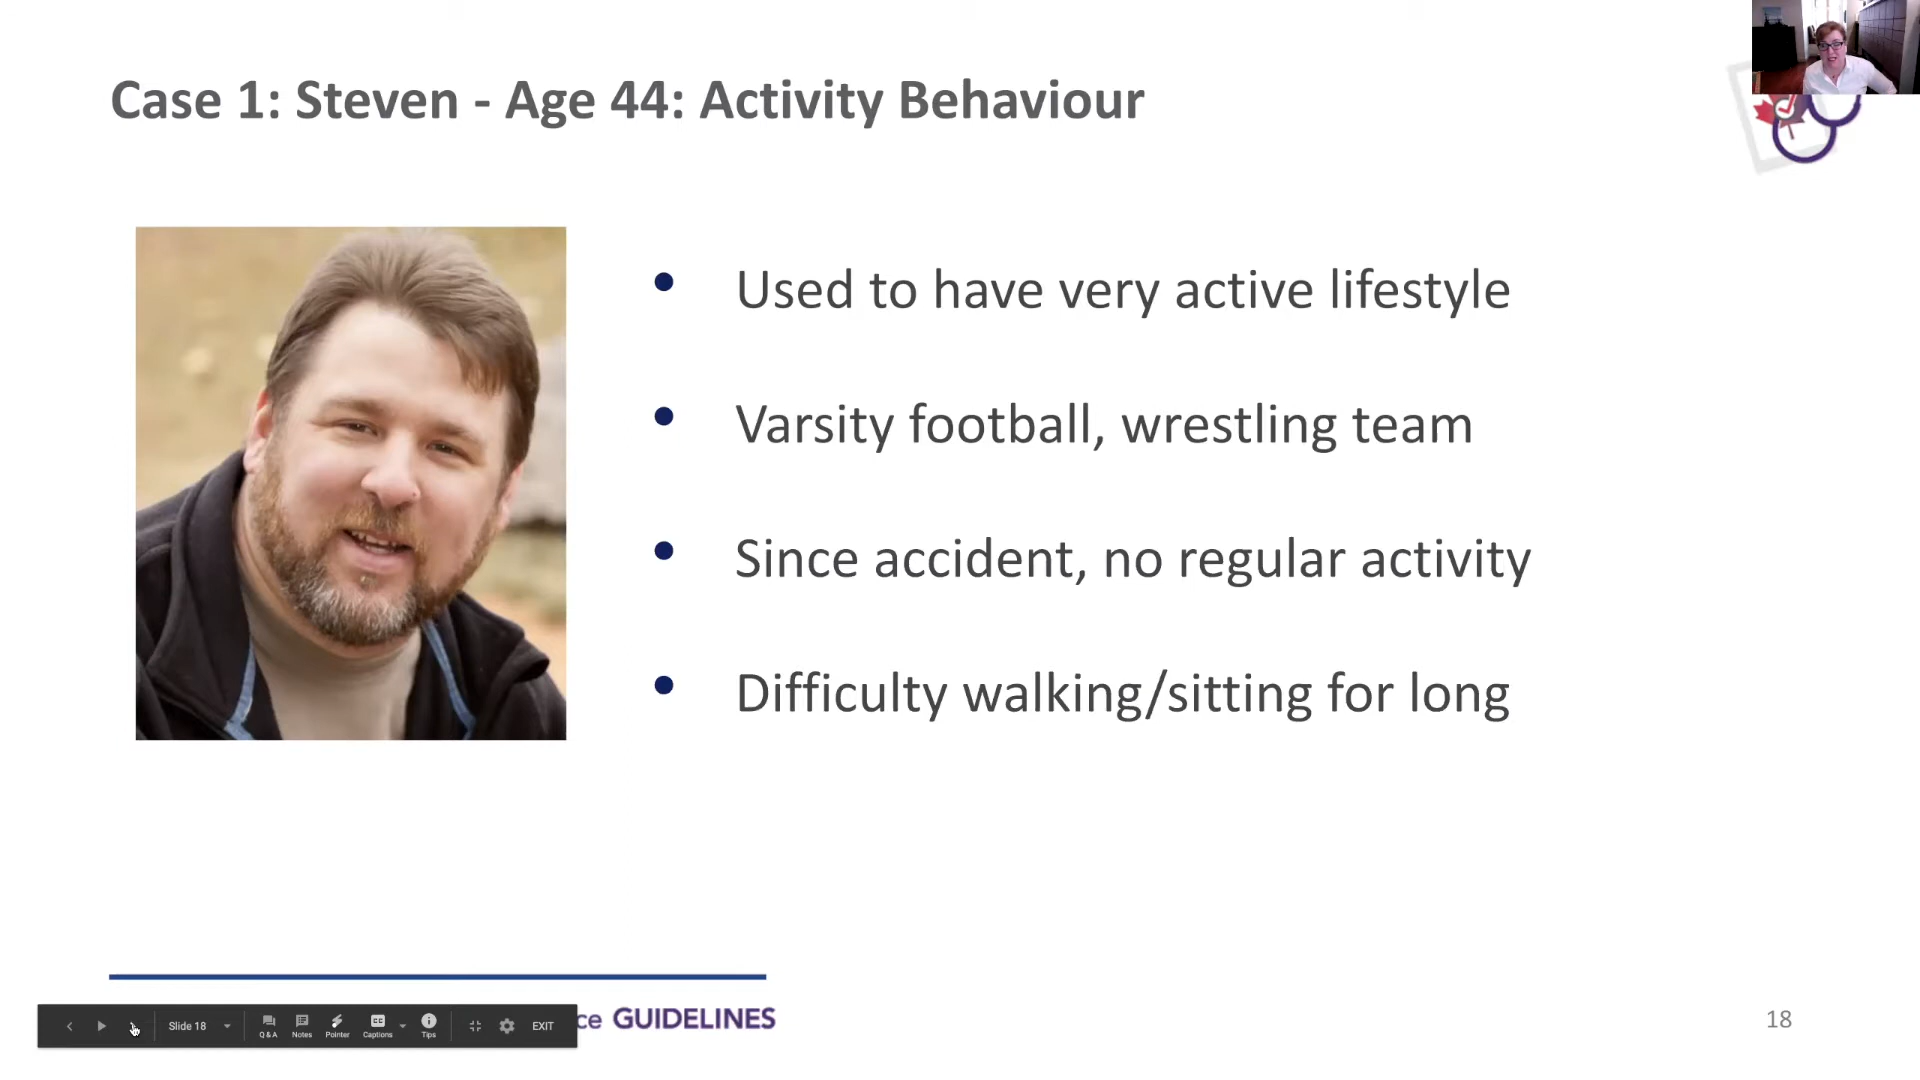 Case 1: Steven - Age 44: Activity Behaviour
• Used to have very active lifestyle
• Varsity football, wrestling team
• Since accident, no regular activity
• Difficulty walking/sitting for long
Slide 18
Q & A
Notes
Pointer
Captions
Tips
EXIT
ce GUIDELINES
18